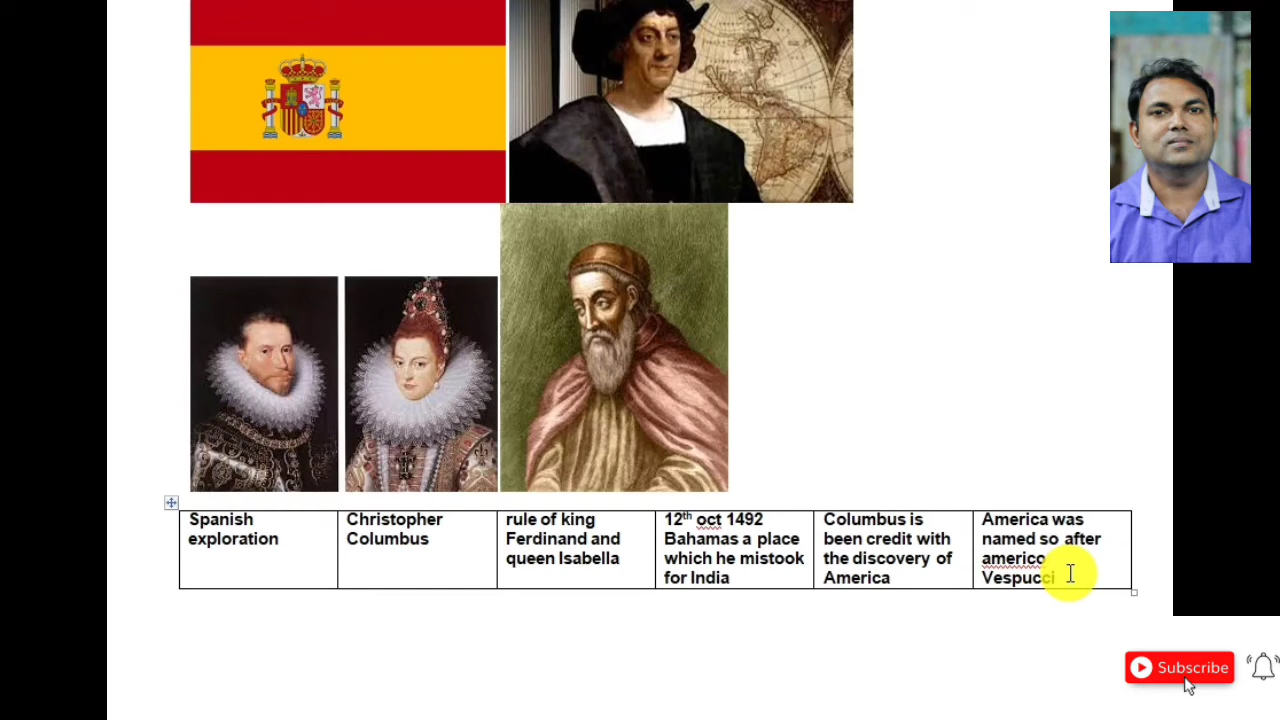 Spanish
exploration
Christopher
Columbus
rule of king
Ferdinand and
queen Isabella
12th oct 1492
Bahamas a place
which he mistook
for India
Columbus is
been credit with
the discovery of
America
America was
named so after
americo
Vespucci
Subscribe